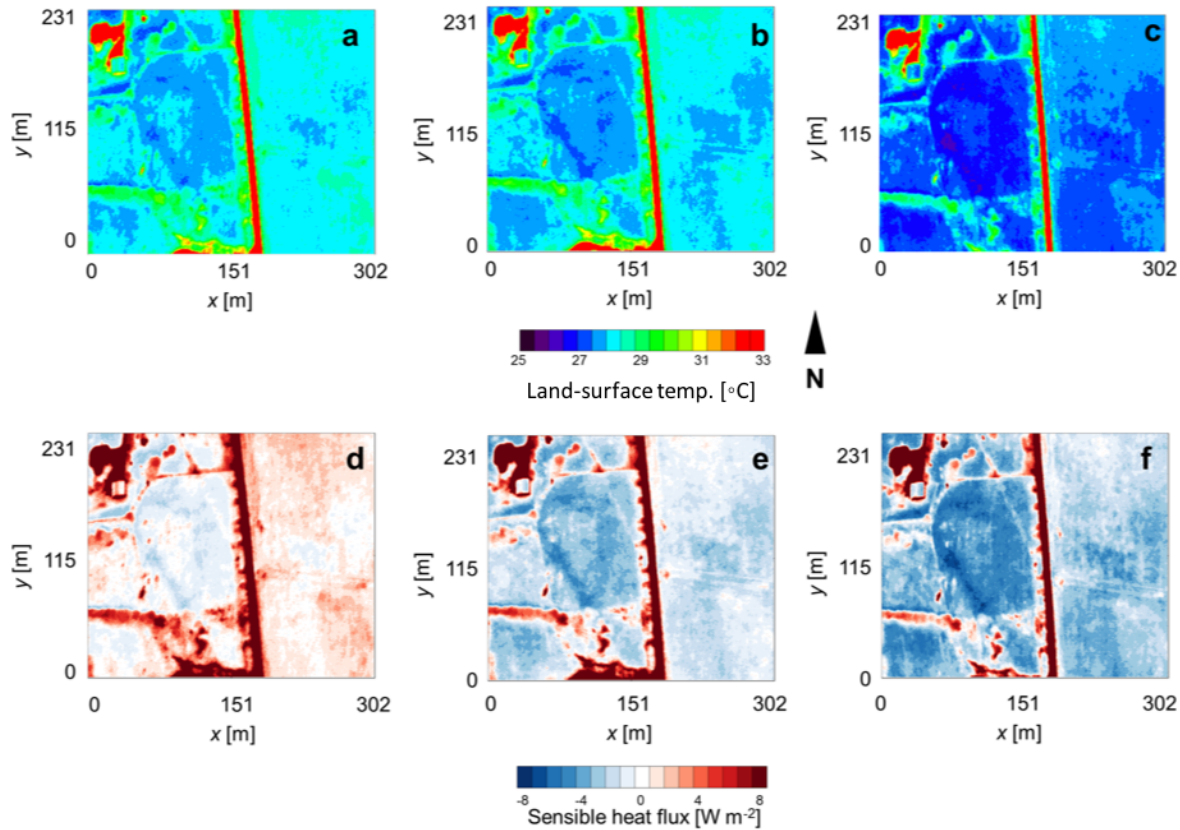 231
a
115
y [m]
0
0
151
302
x [m]
231
b
115
y [m]
0
0
151
302
x [m]
231
c
115
y [m]
0
0
151
302
x [m]
25
27
29
31
33
Land-surface temp. [°C]
N
231
d
115
y [m]
0
0
151
302
x [m]
231
e
115
y [m]
0
0
151
302
x [m]
231
f
115
y [m]
0
0
151
302
x [m]
-8
-4
0
4
8
Sensible heat flux [W m-2]